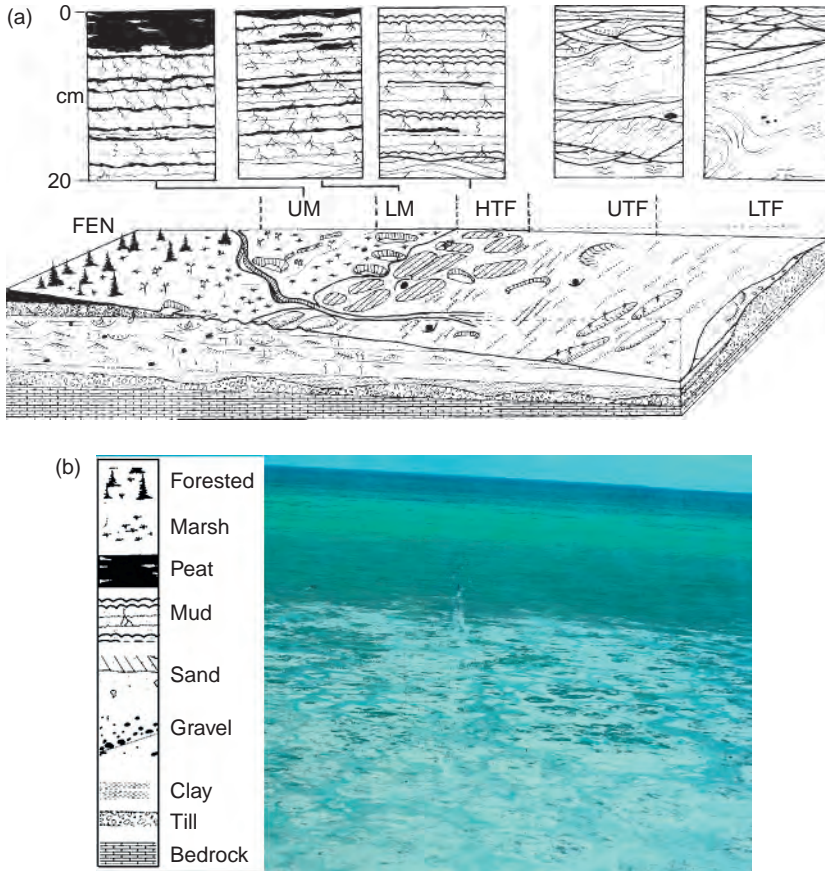 (a)
0
cm
20
FEN
UM
LM
HTF
UTF
LTF
(b)
Forested
Marsh
Peat
Mud
Sand
Gravel
Clay
Till
Bedrock